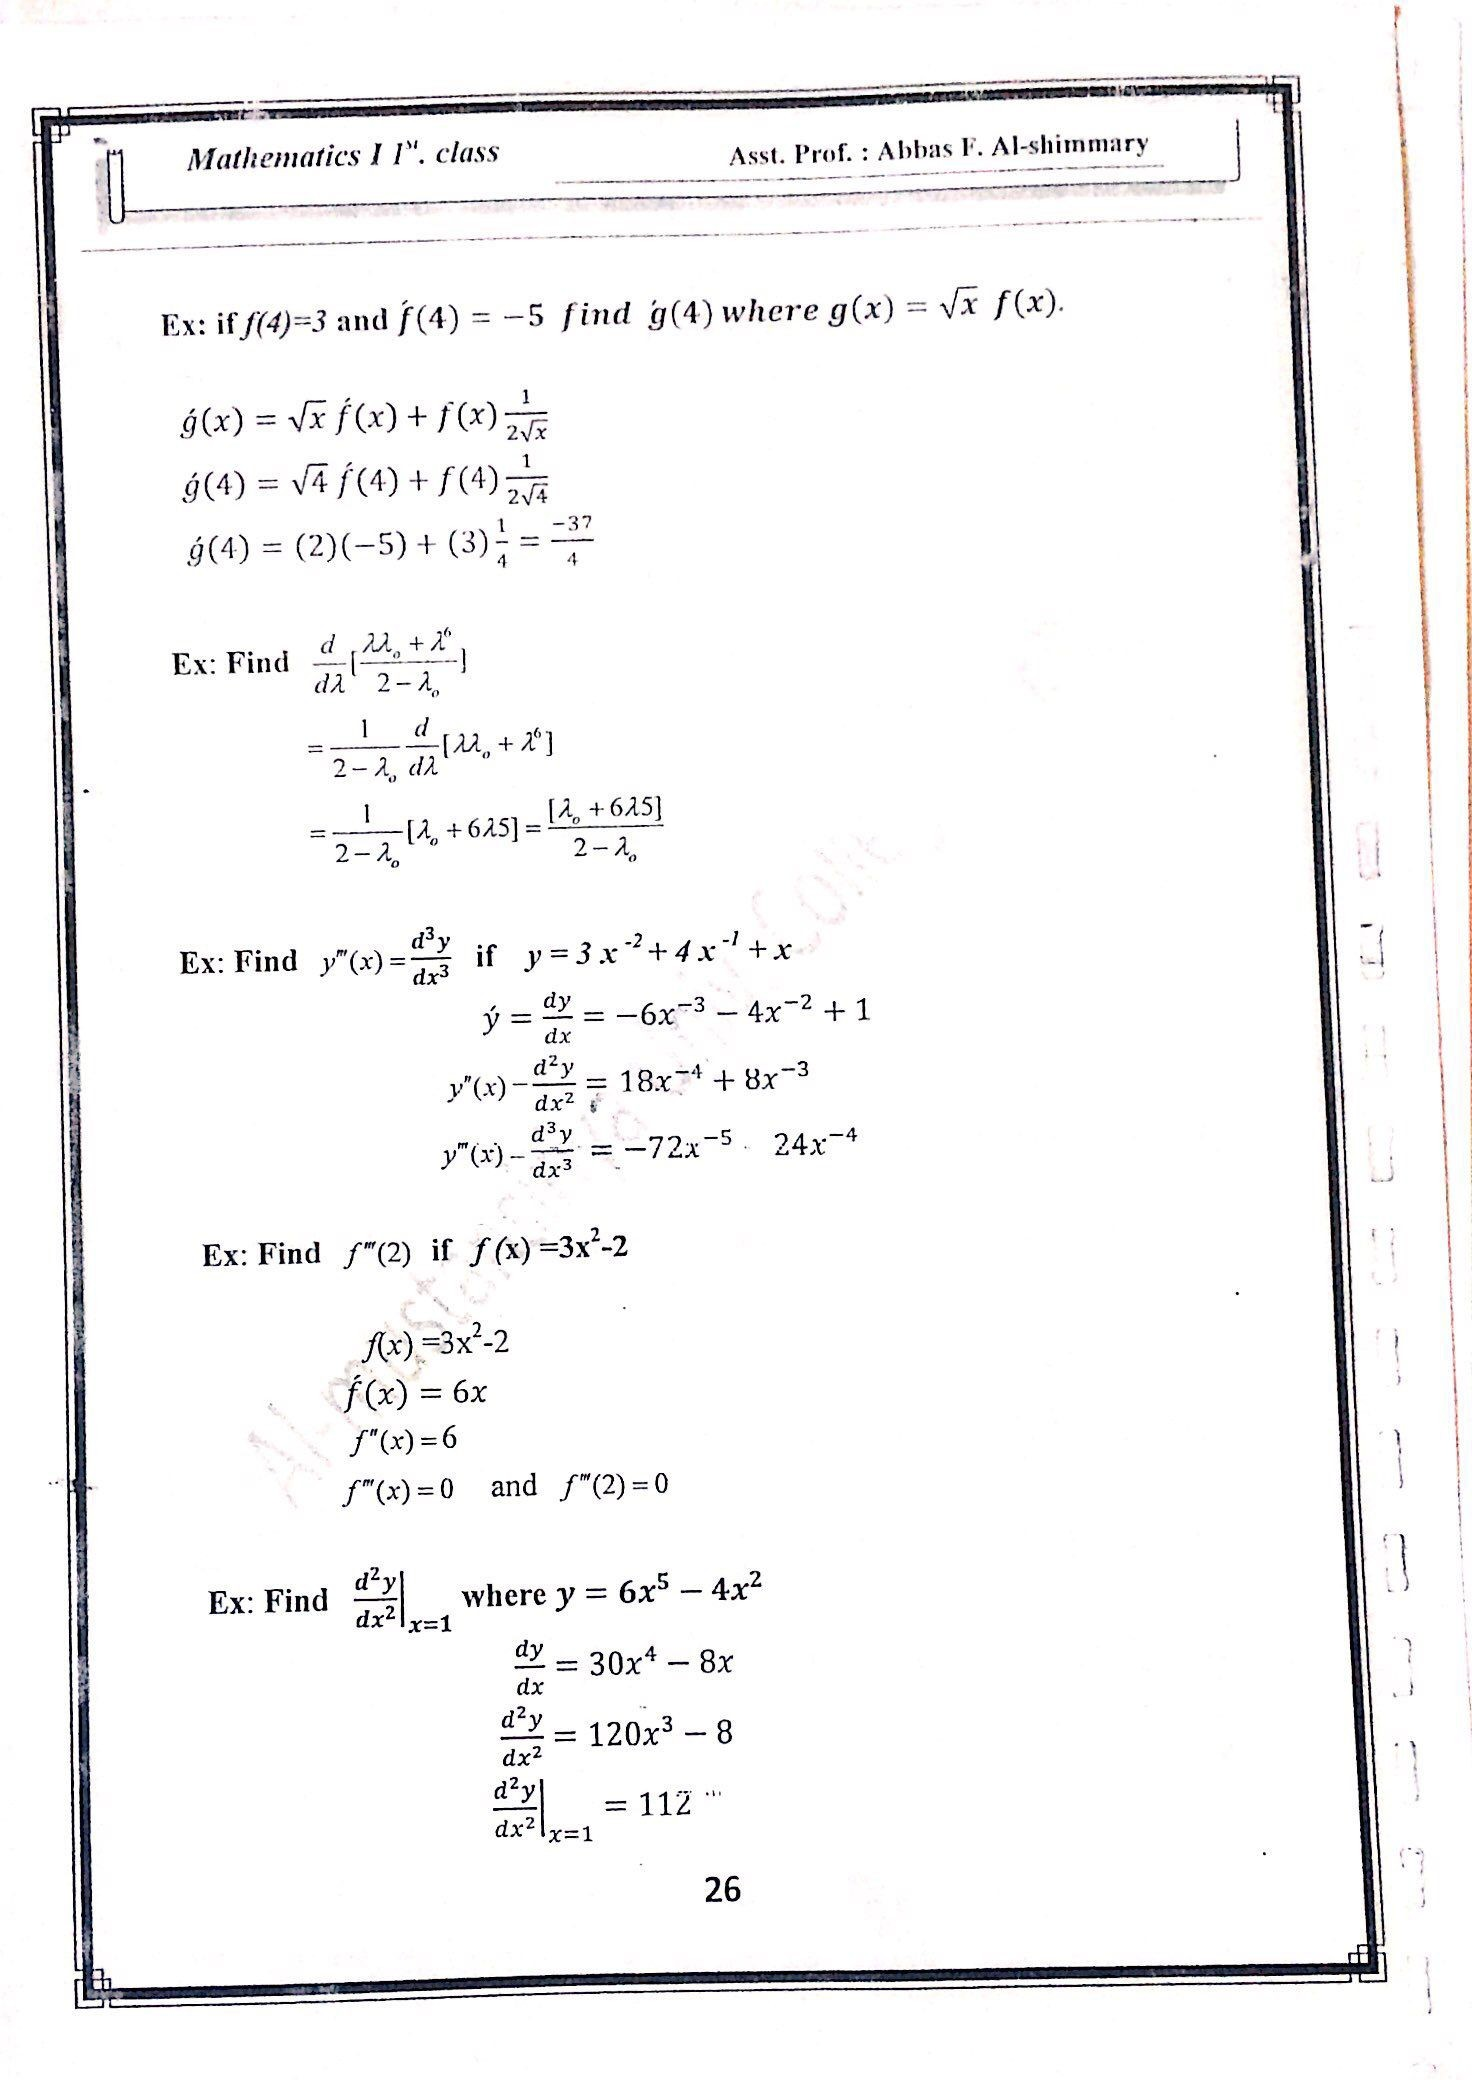 Mathematics I 1st. class
Asst. Prof. : Abbas F. Al-shimmary
Ex: if f(4)=3 and f́(4) = −5 find ǵ(4) where g(x) = √x f(x).
ǵ(x) = √x f́(x) + f(x) 1/(2√x)
ǵ(4) = √4 f́(4) + f(4) 1/(2√4)
ǵ(4) = (2)(−5) + (3) 1/4 = −37/4
Ex: Find d/dλ [(λλ₀ + λ⁶)/(2 − λ₀)]
= 1/(2 − λ₀) d/dλ [λλ₀ + λ⁶]
= 1/(2 − λ₀) [λ₀ + 6λ5] = [λ₀ + 6λ5]/(2 − λ₀)
Ex: Find y‴(x) = d³y/dx³ if y = 3 x⁻² + 4 x⁻¹ + x
ý = dy/dx = −6x⁻³ − 4x⁻² + 1
y″(x) − d²y/dx² = 18x⁻⁴ + 8x⁻³
y‴(x) − d³y/dx³ = −72x⁻⁵ 24x⁻⁴
Ex: Find f‴(2) if f(x) =3x²-2
f(x) =3x²-2
f́(x) = 6x
f″(x) = 6
f‴(x) = 0 and f‴(2) = 0
Ex: Find d²y/dx²|x=1 where y = 6x⁵ − 4x²
dy/dx = 30x⁴ − 8x
d²y/dx² = 120x³ − 8
d²y/dx²|x=1 = 112
26